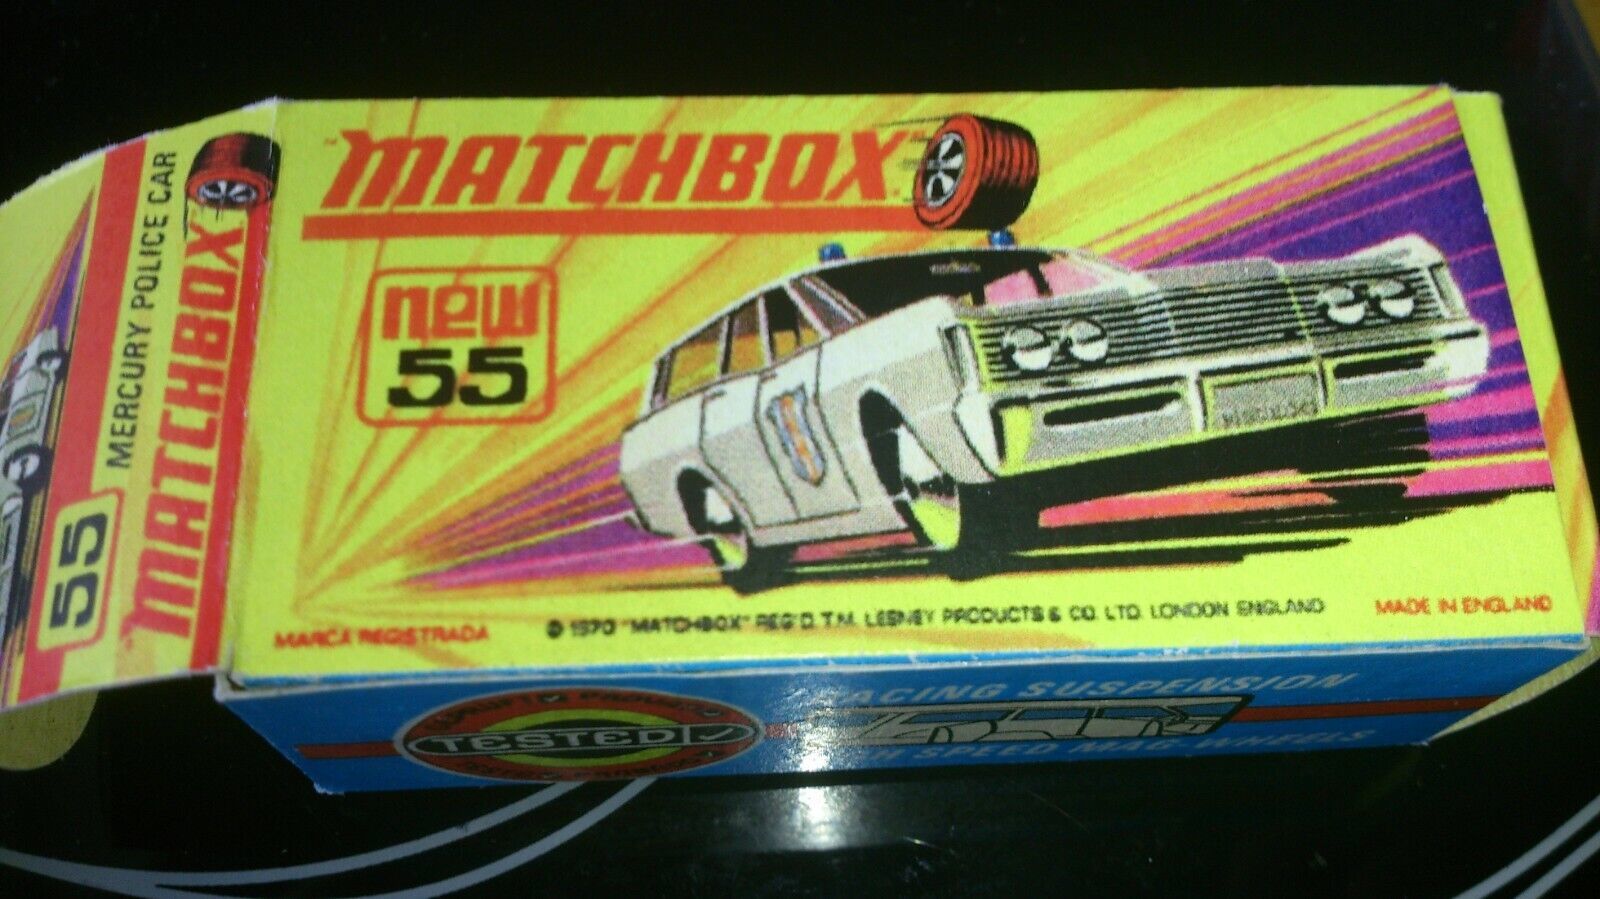 MERCURY POLICE CAR
55
MATCHBOX
MATCHBOX
new
55
MARCA REGISTRADA
© 1970 "MATCHBOX" REG'D. T.M. LESNEY PRODUCTS & CO. LTD. LONDON ENGLAND
MADE IN ENGLAND
RACING SUSPENSION
TESTED
SPEED MAG. WHEELS